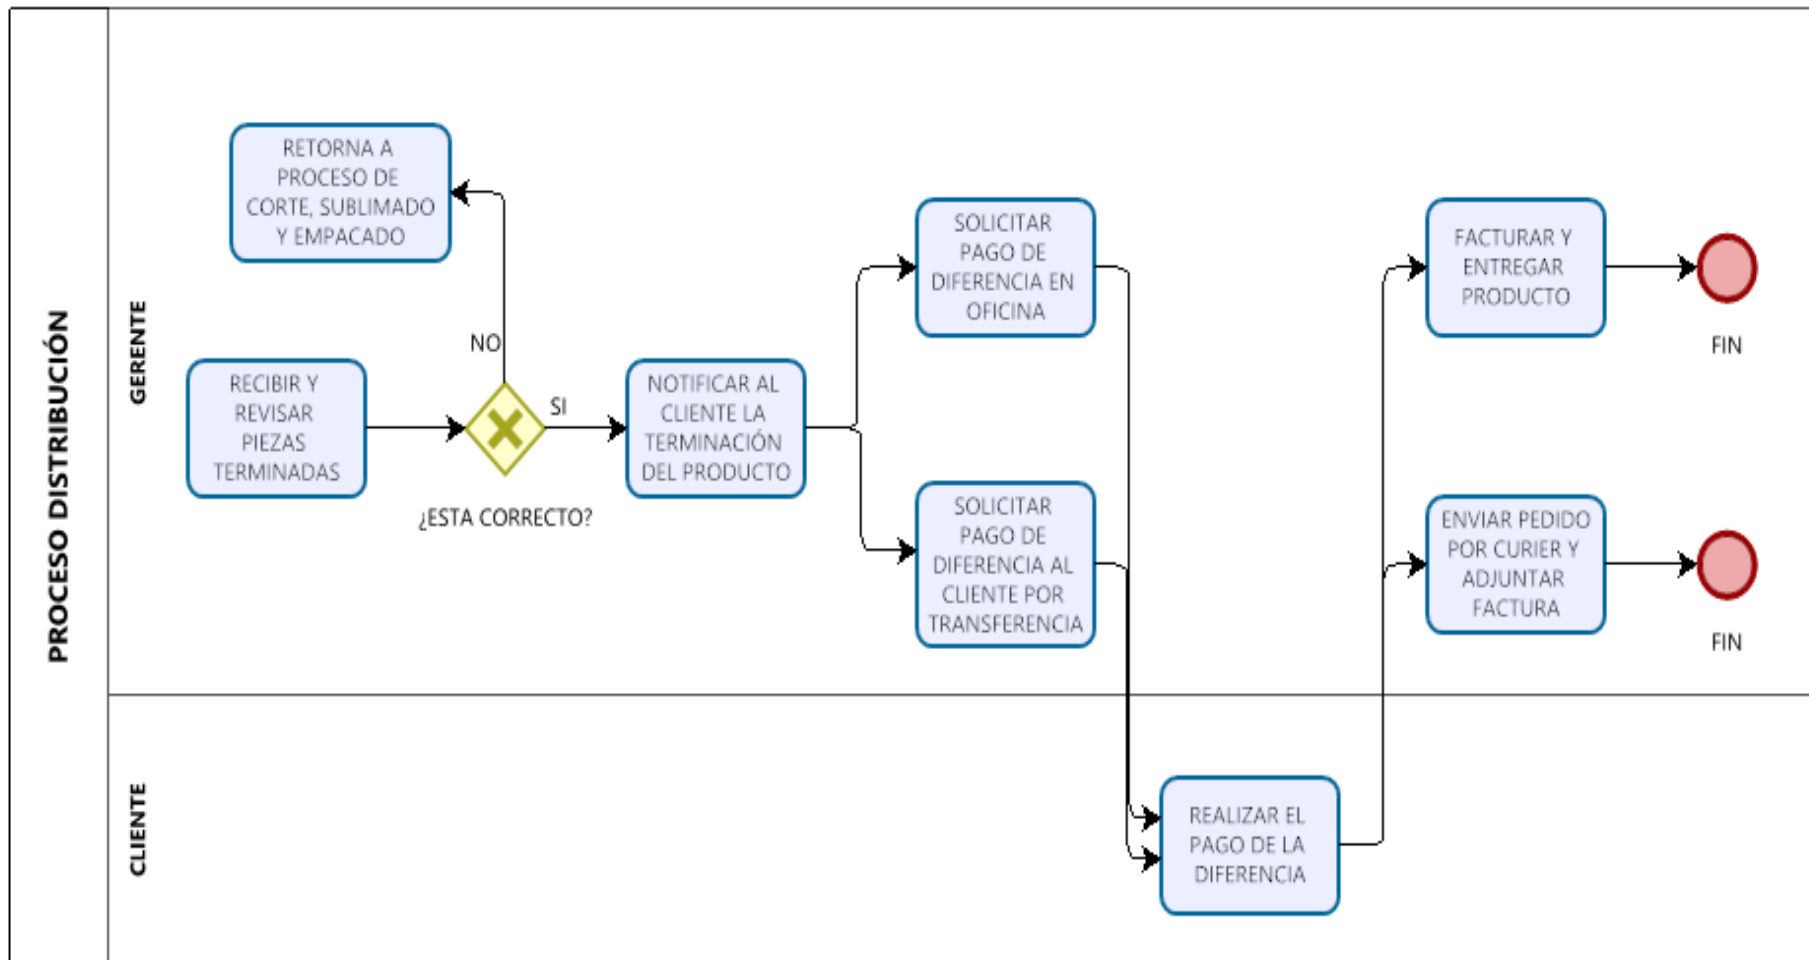 PROCESO DISTRIBUCIÓN
GERENTE
RETORNA A
PROCESO DE
CORTE, SUBLIMADO
Y EMPACADO
NO
RECIBIR Y
REVISAR
PIEZAS
TERMINADAS
¿ESTA CORRECTO?
SI
NOTIFICAR AL
CLIENTE LA
TERMINACIÓN
DEL PRODUCTO
SOLICITAR
PAGO DE
DIFERENCIA EN
OFICINA
SOLICITAR
PAGO DE
DIFERENCIA AL
CLIENTE POR
TRANSFERENCIA
FACTURAR Y
ENTREGAR
PRODUCTO
FIN
ENVIAR PEDIDO
POR CURIER Y
ADJUNTAR
FACTURA
FIN
CLIENTE
REALIZAR EL
PAGO DE LA
DIFERENCIA